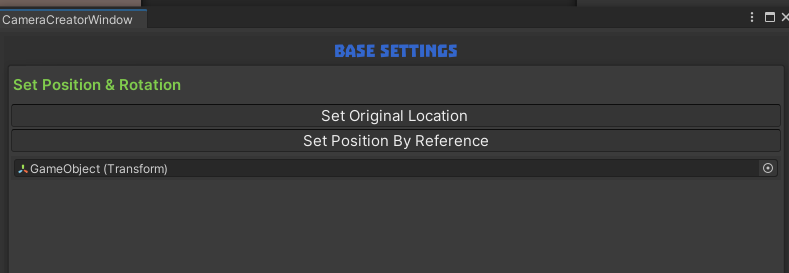 CameraCreatorWindow
BASE SETTINGS
Set Position & Rotation
Set Original Location
Set Position By Reference
GameObject (Transform)